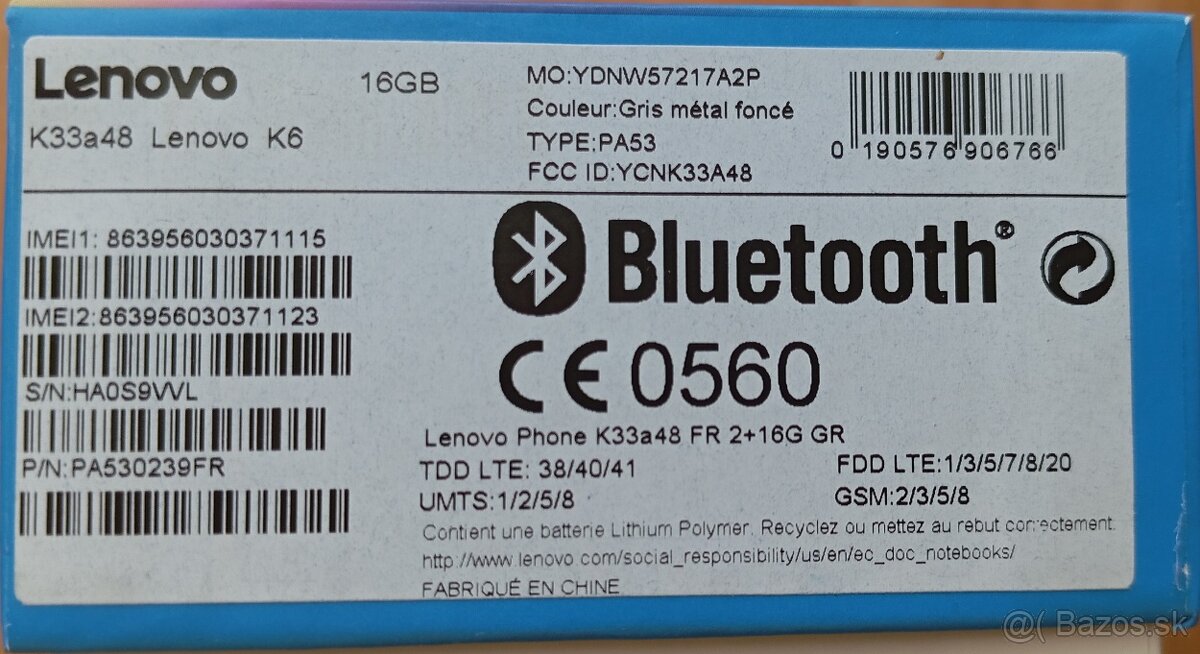 Lenovo
16GB
K33a48 Lenovo K6
MO:YDNW57217A2P
Couleur:Gris métal foncé
TYPE:PA53
FCC ID:YCNK33A48
0 190576 906766
IMEI1: 863956030371115
IMEI2:863956030371123
S/N:HA0S9VVL
P/N:PA530239FR
Bluetooth®
CE 0560
Lenovo Phone K33a48 FR 2+16G GR
TDD LTE: 38/40/41
FDD LTE:1/3/5/7/8/20
UMTS:1/2/5/8
GSM:2/3/5/8
Contient une batterie Lithium Polymer. Recyclez ou mettez au rebut correctement.
http://www.lenovo.com/social_responsibility/us/en/ec_doc_notebooks/
FABRIQUÉ EN CHINE
@( Bazos.sk